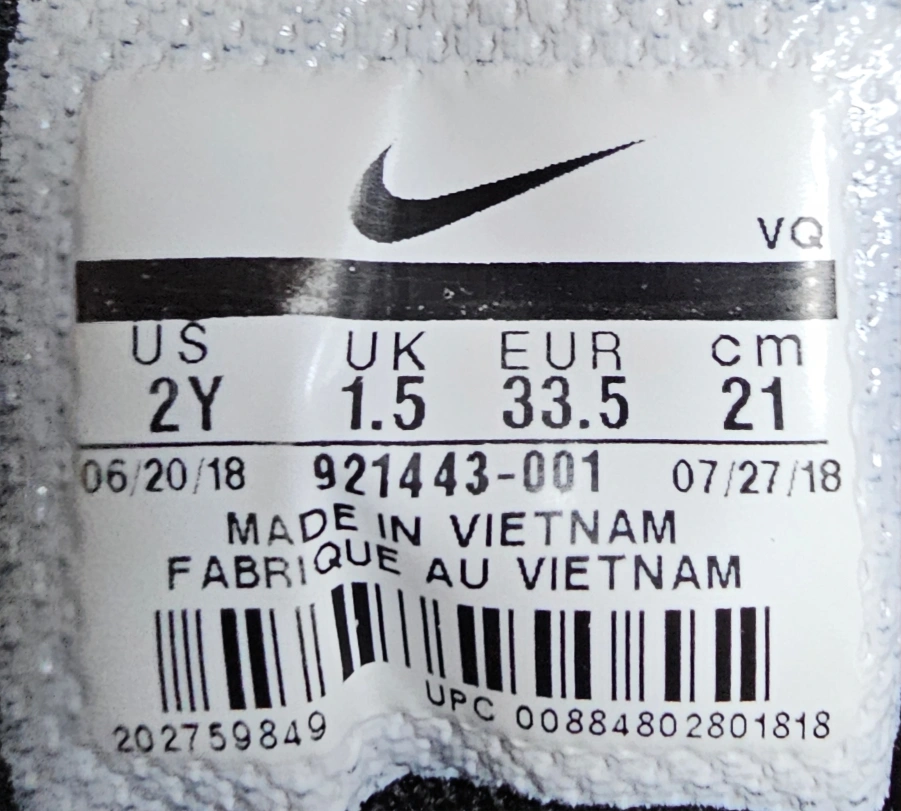 VQ
US UK EUR cm
2Y 1.5 33.5 21
06/20/18 921443-001 07/27/18
MADE IN VIETNAM
FABRIQUE AU VIETNAM
202759849 UPC 00884802801818